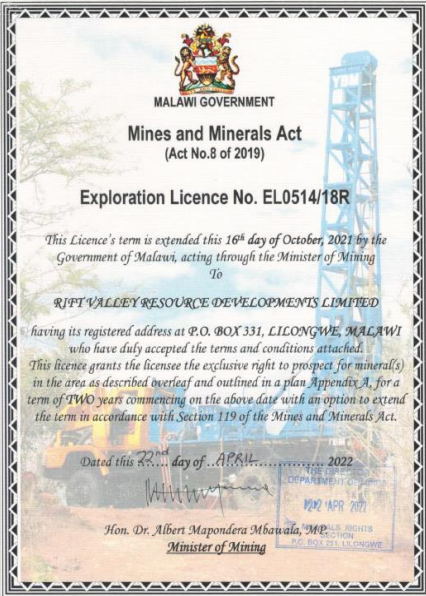 MALAWI GOVERNMENT
Mines and Minerals Act
(Act No.8 of 2019)
Exploration Licence No. EL0514/18R
This Licence's term is extended this 16th day of October, 2021 by the
Government of Malawi, acting through the Minister of Mining
To
RIFT VALLEY RESOURCE DEVELOPMENTS LIMITED
having its registered address at P.O. BOX 331, LILONGWE, MALAWI
who have duly accepted the terms and conditions attached.
This licence grants the licensee the exclusive right to prospect for mineral(s)
in the area as described overleaf and outlined in a plan Appendix A, for a
term of TWO years commencing on the above date with an option to extend
the term in accordance with Section 119 of the Mines and Minerals Act.
Dated this 22nd day of APRIL 2022
DEPARTMENT OF
APR
RIGHTS
SECTION
P.O. BOX 251, LILONGWE
Hon. Dr. Albert Mapondera Mbawala, MP
Minister of Mining